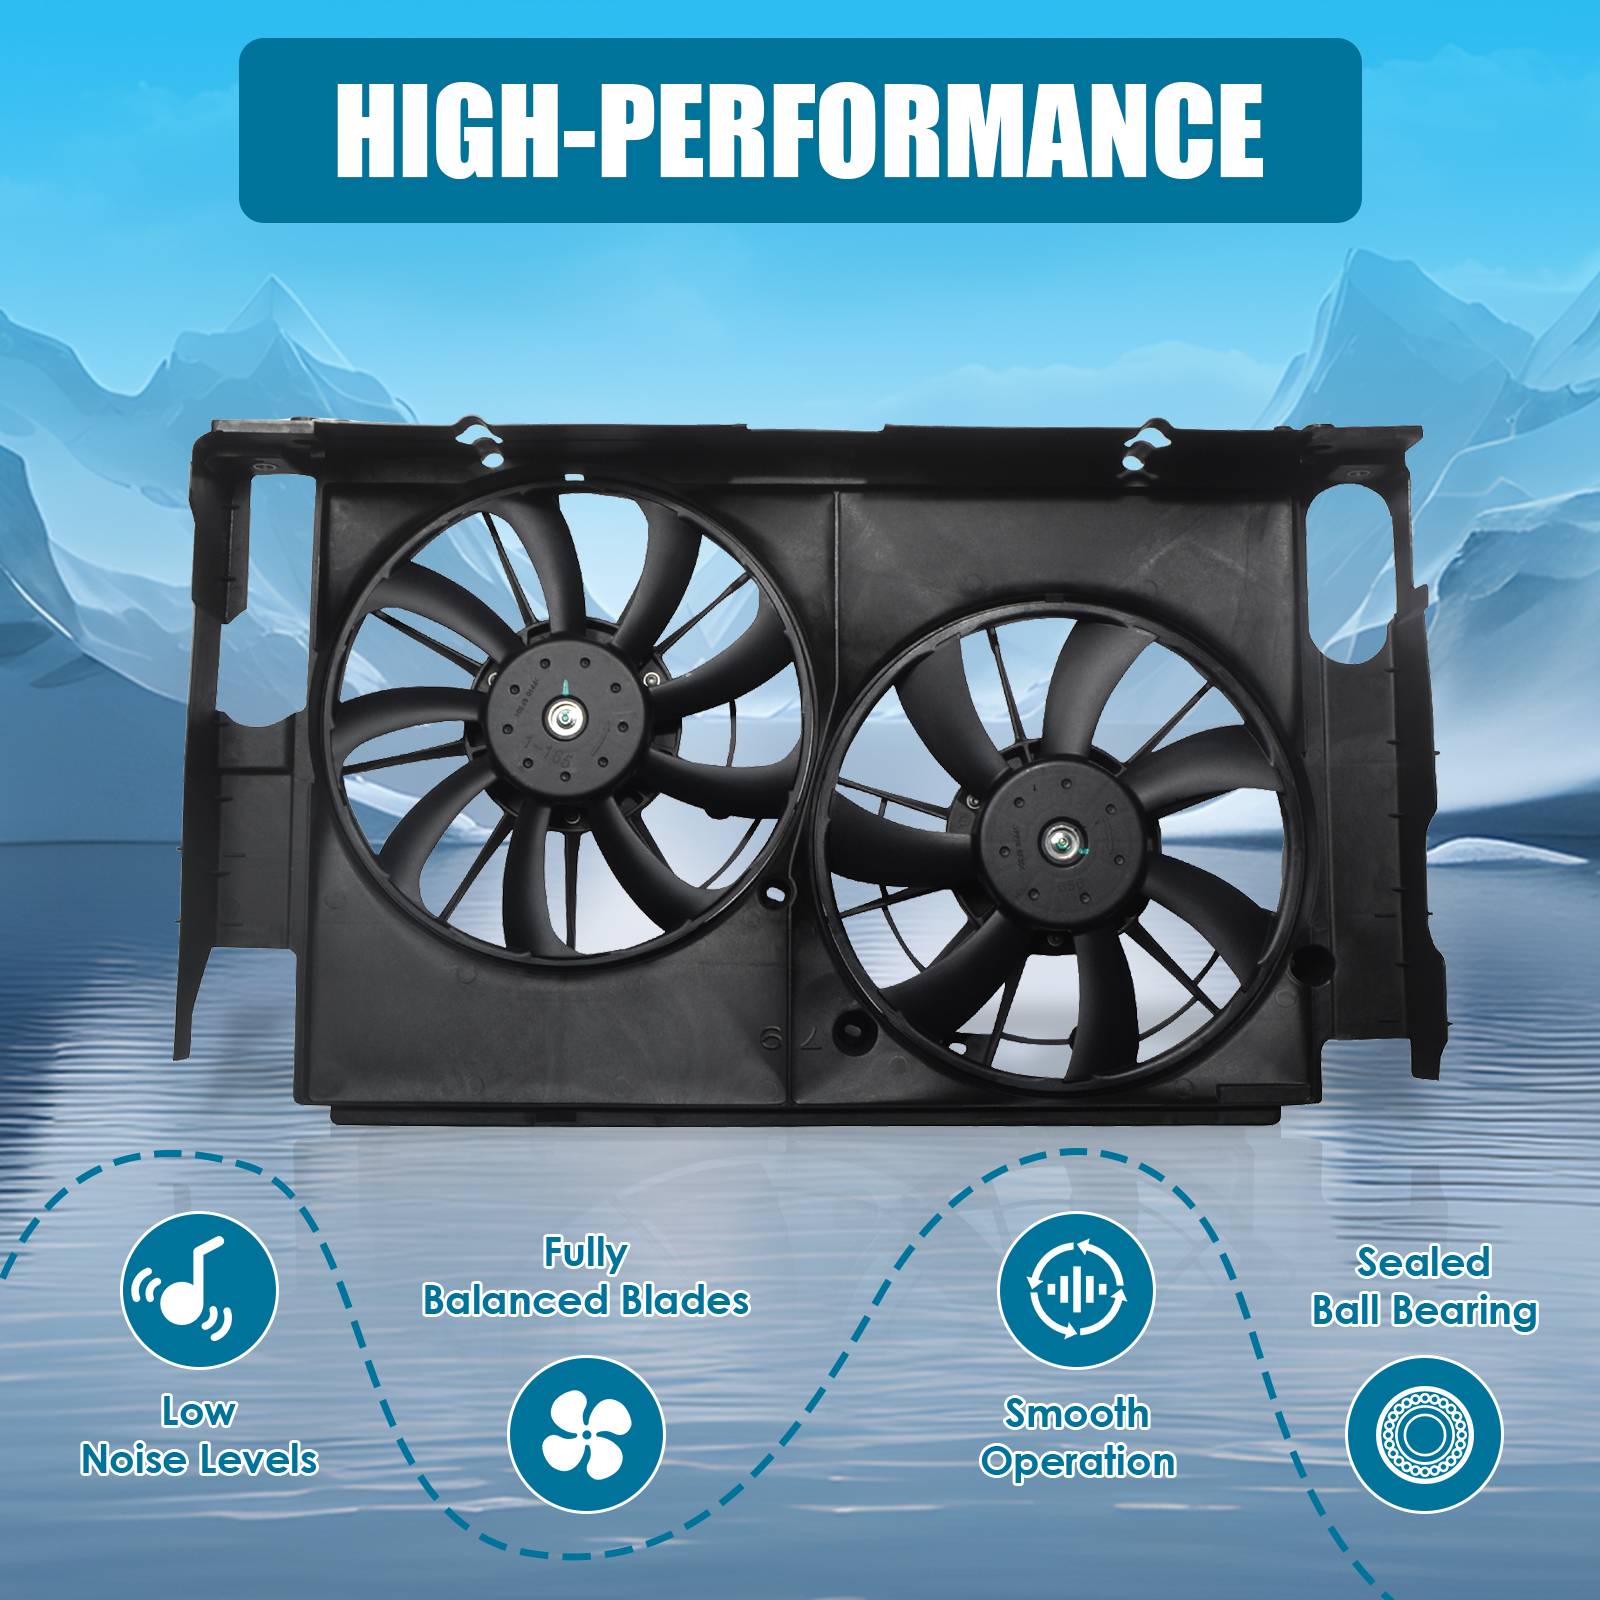 HIGH-PERFORMANCE
Fully
Balanced Blades
Sealed
Ball Bearing
Low
Noise Levels
Smooth
Operation